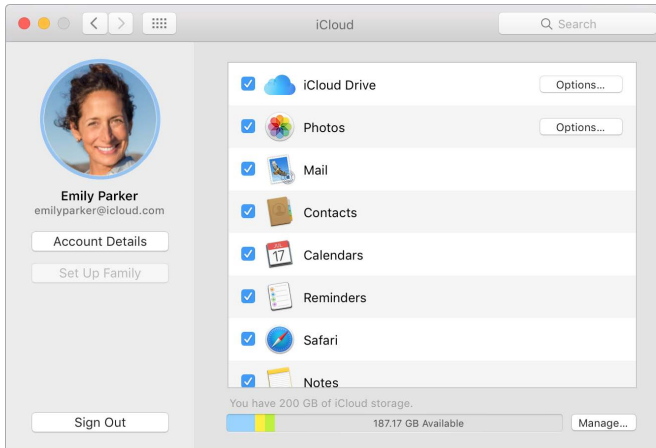 iCloud
Search
Emily Parker
emilyparker@icloud.com
Account Details
Set Up Family
Sign Out
iCloud Drive
Options...
Photos
Options...
Mail
Contacts
JUL
17
Calendars
Reminders
Safari
Notes
You have 200 GB of iCloud storage.
187.17 GB Available
Manage...